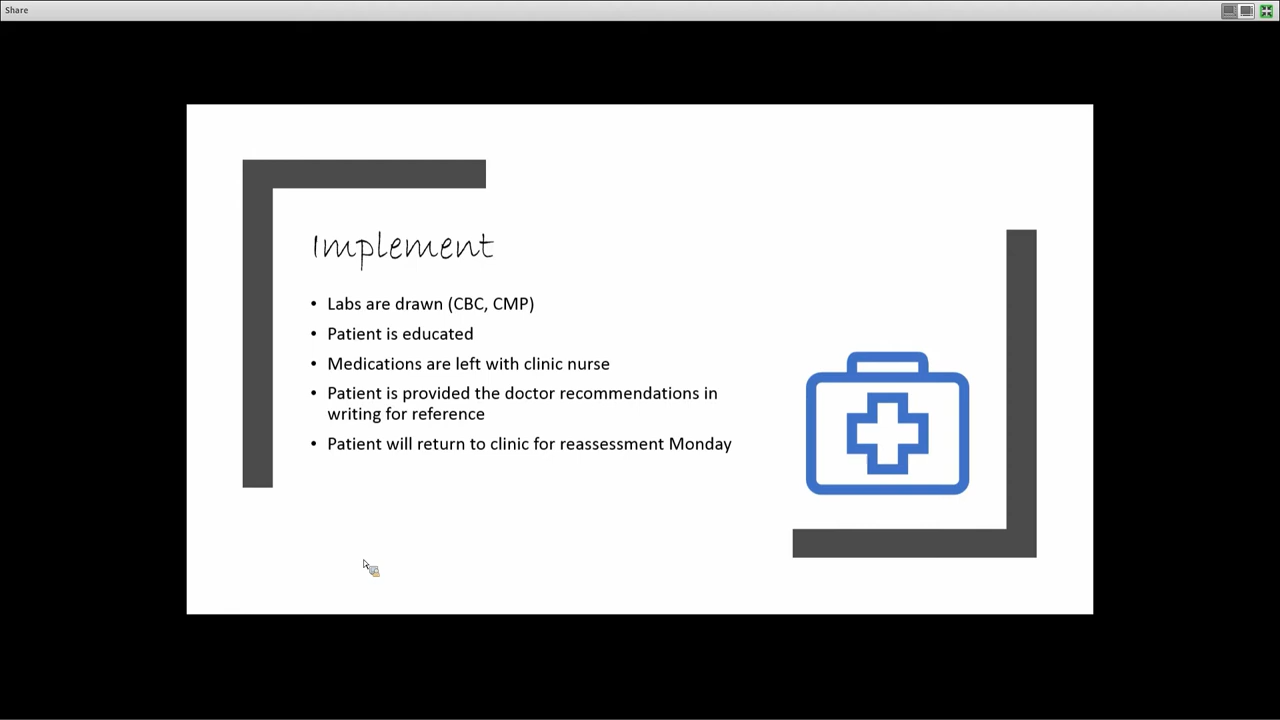 Share
Implement
• Labs are drawn (CBC, CMP)
• Patient is educated
• Medications are left with clinic nurse
• Patient is provided the doctor recommendations in
writing for reference
• Patient will return to clinic for reassessment Monday